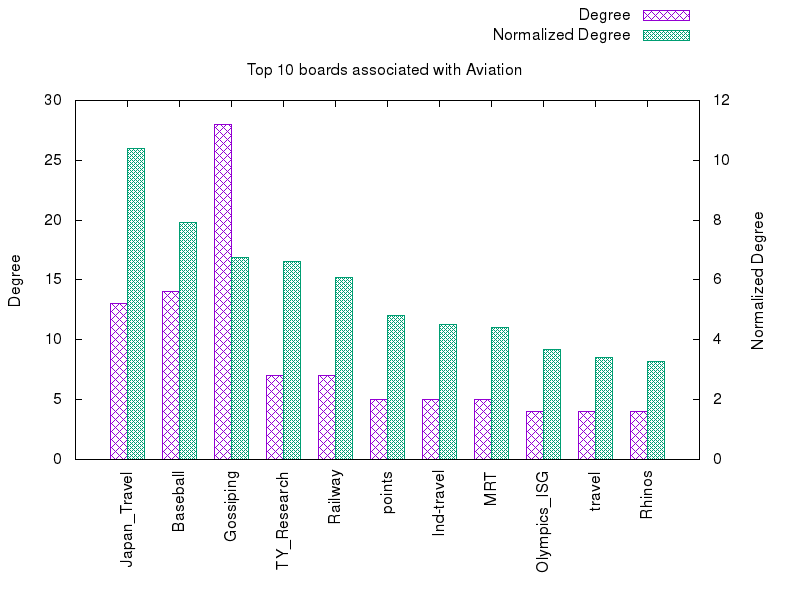 Degree
Normalized Degree
Top 10 boards associated with Aviation
30
25
20
15
10
5
0
12
10
8
6
4
2
0
Degree
Normalized Degree
Japan_Travel
Baseball
Gossiping
TY_Research
Railway
points
Ind-travel
MRT
Olympics_ISG
travel
Rhinos